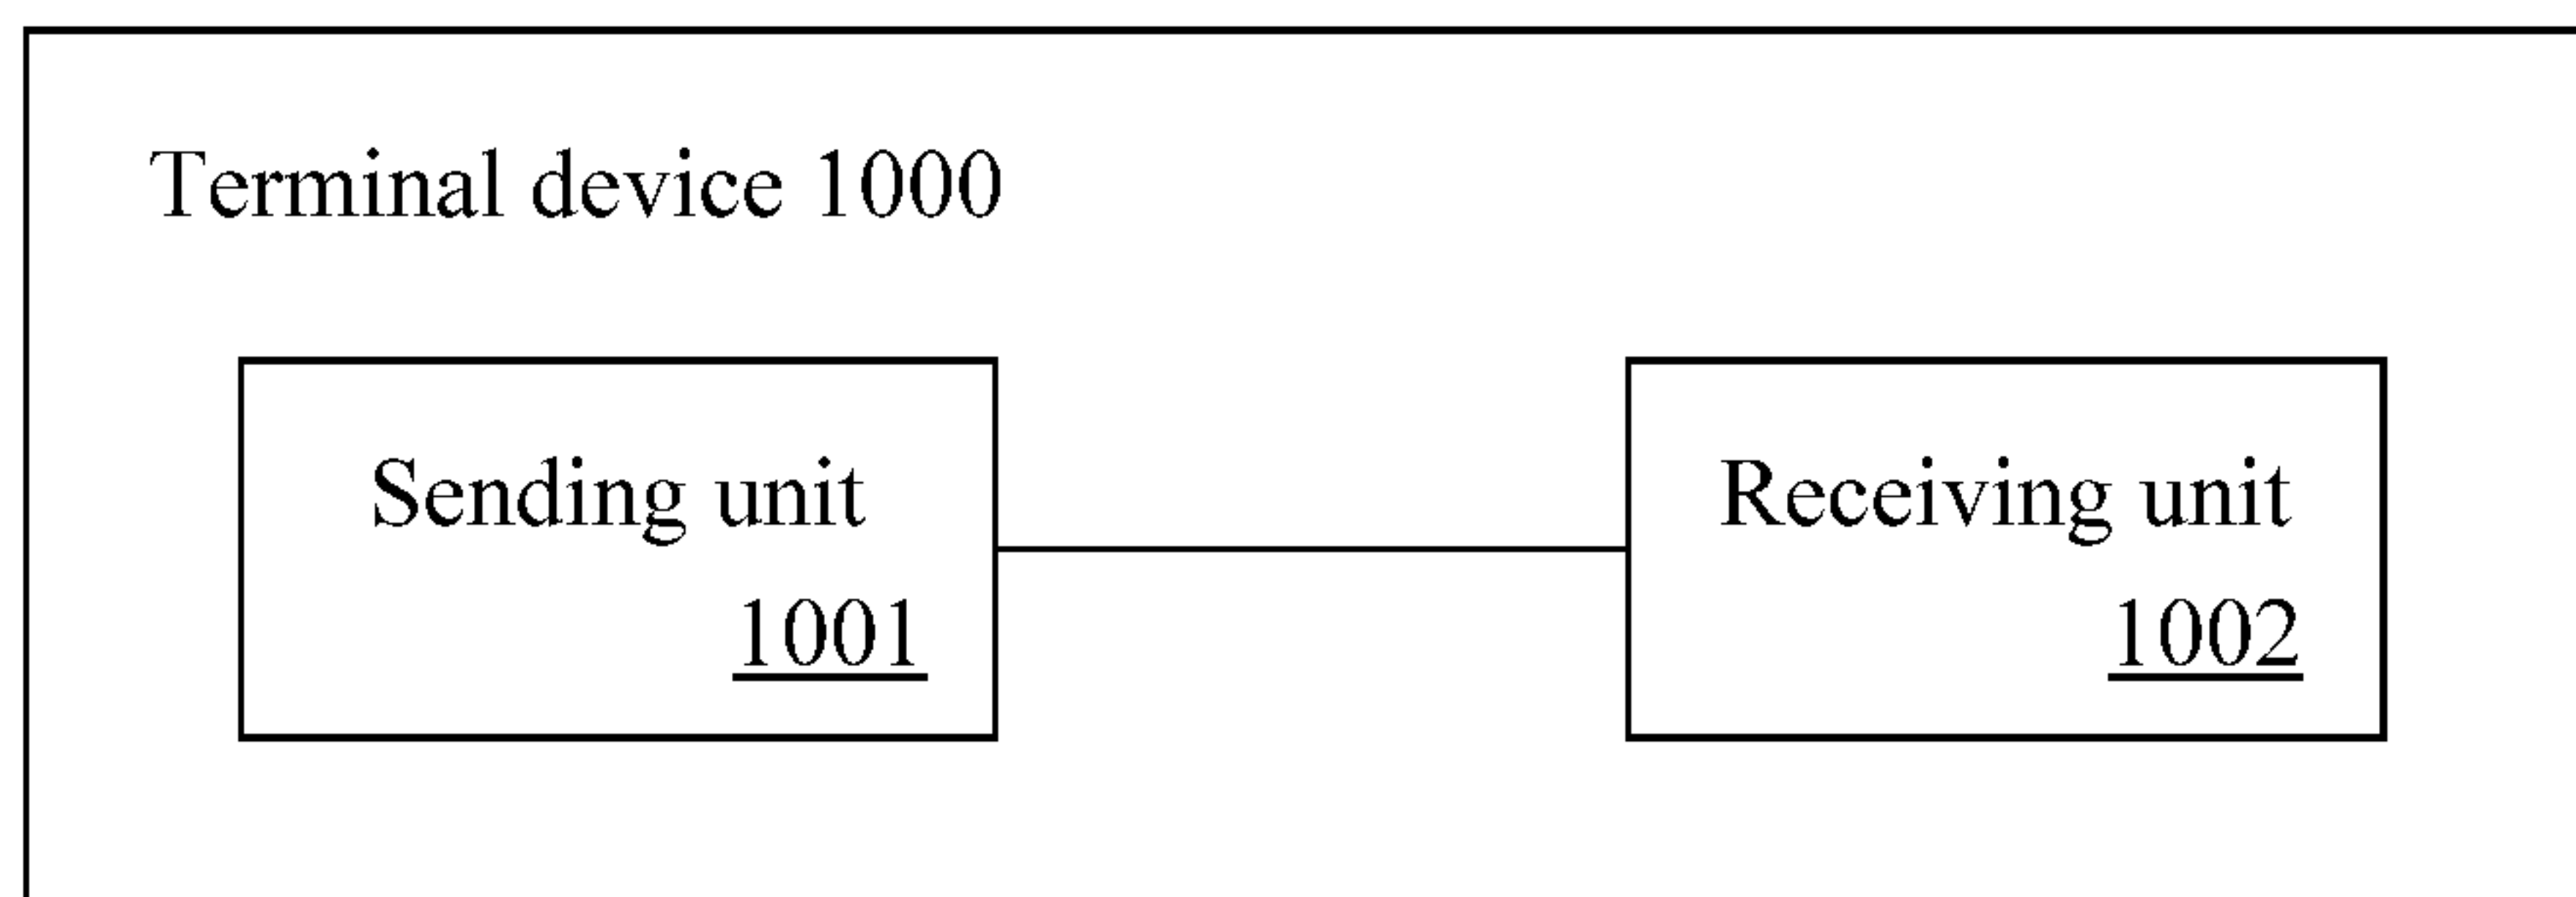 Terminal device 1000
Sending unit
1001
Receiving unit
1002